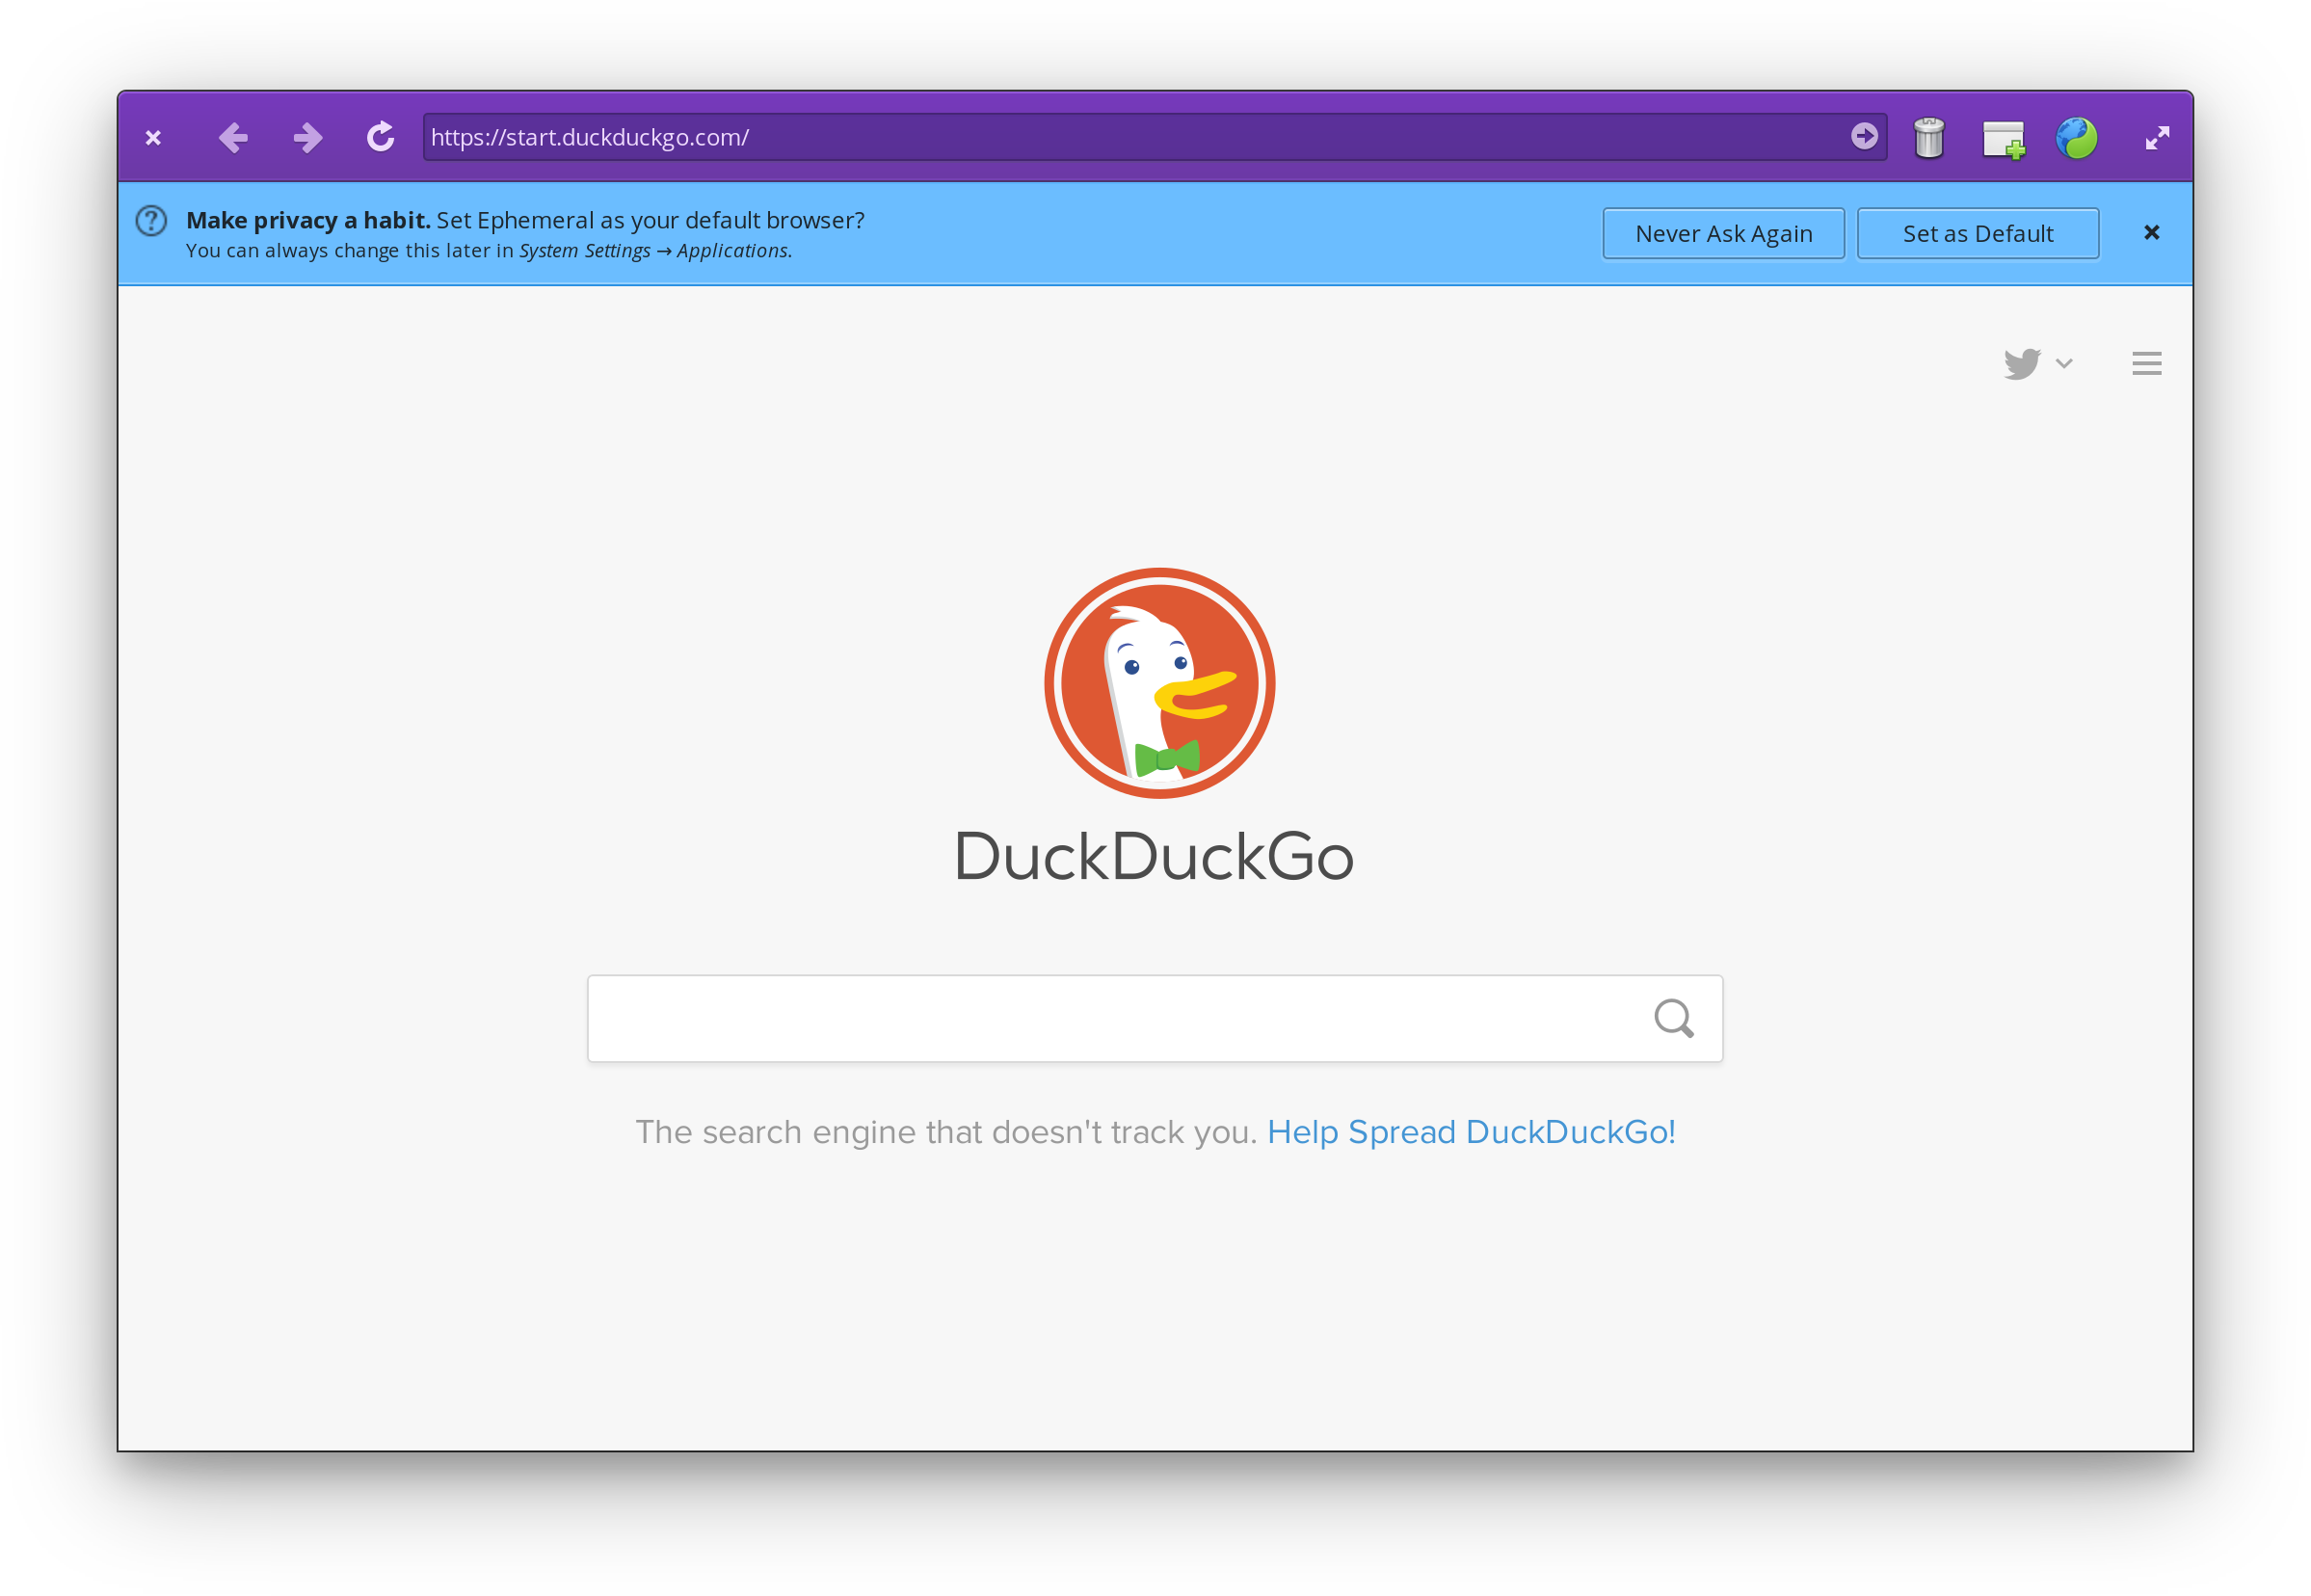 https://start.duckduckgo.com/
Make privacy a habit. Set Ephemeral as your default browser?
You can always change this later in System Settings → Applications.
Never Ask Again
Set as Default
DuckDuckGo
The search engine that doesn't track you. Help Spread DuckDuckGo!